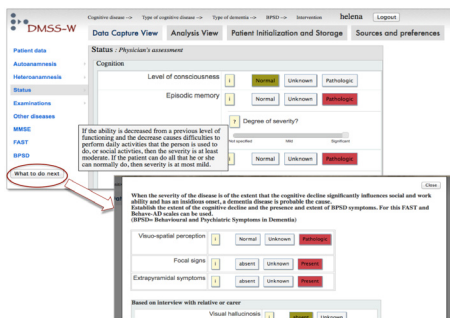 Cognitive disease --> Type of cognitive disease --> Type of dementia --> BPSD --> Intervention helena Logout
DMSS-W
Data Capture View Analysis View Patient Initialization and Storage Sources and preferences
Patient data
Autoanamnesis
Heteroanamnesis
Status
Examinations
Other diseases
MMSE
FAST
BPSD
What to do next
Status : Physician's assessment
Cognition
Level of consciousness i Normal Unknown Pathologic
Episodic memory i Normal Unknown Pathologic
? Degree of severity?
Not specified Mild Significant
i Normal Unknown Pathologic
If the ability is decreased from a previous level of
functioning and the decrease causes difficulties to
perform daily activities that the person is used to
do, or social activties, then the severity is at least
moderate. If the patient can do all that he or she
can normally do, then severity is at most mild.
Close
When the severity of the disease is of the extent that the cognitive decline significantly influences social and work
ability and has an insidious onset, a dementia disease is probably the cause.
Establish the extent of the cognitive decline and the presence and extent of BPSD symptoms. For this FAST and
Behave-AD scales can be used.
(BPSD= Behavioural and Psychiatric Symptoms in Dementia)
Visuo-spatial perception i Normal Unknown Pathologic
Focal signs i absent Unknown Present
Extrapyramidal symptoms i absent Unknown Present
Based on interview with relative or carer
Visual hallucinosis i absent Unknown